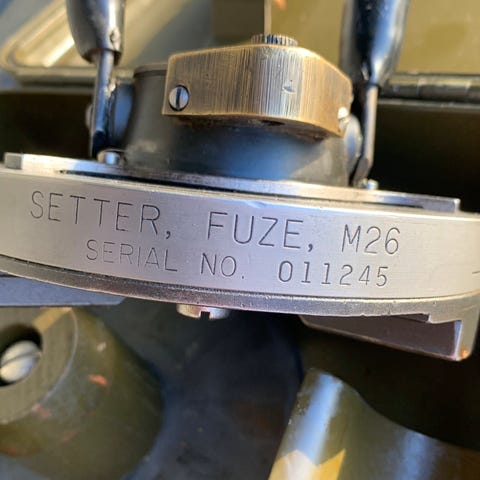 SETTER, FUZE, M26
SERIAL NO. 011245